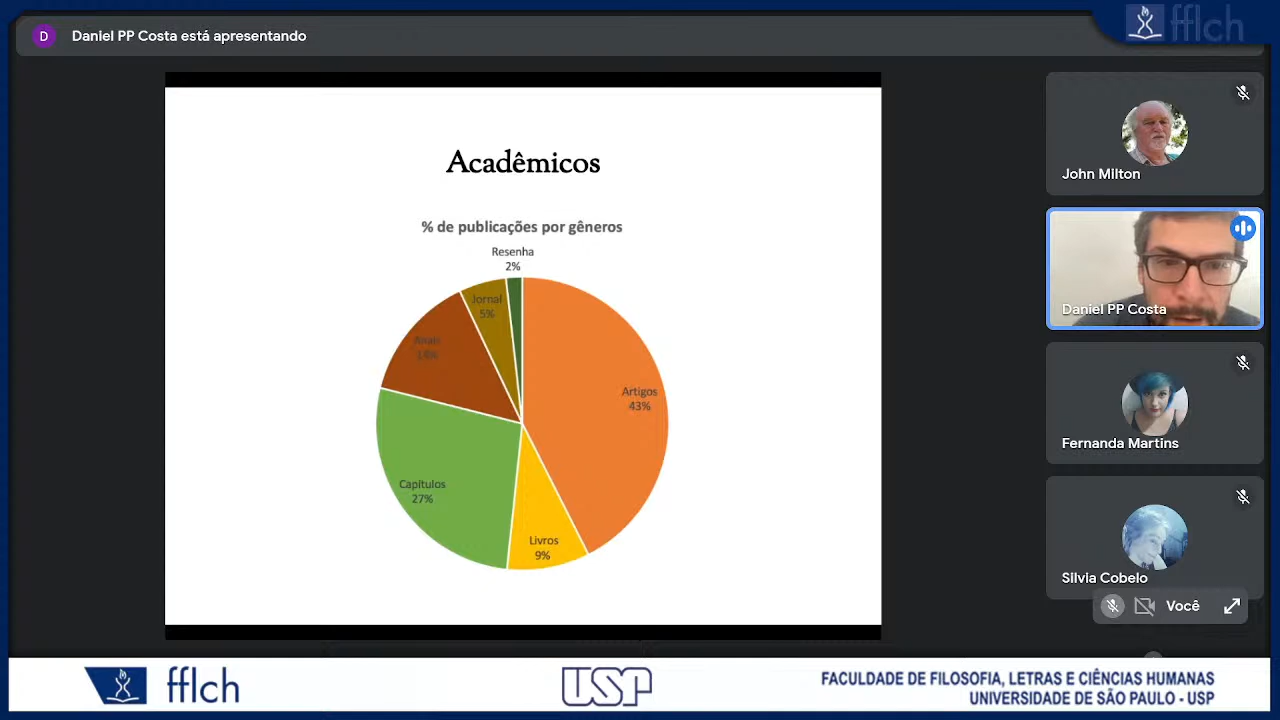 D
Daniel PP Costa está apresentando
fflch
Acadêmicos
% de publicações por gêneros
Resenha
2%
Jornal
5%
Anais
14%
Artigos
43%
Capítulos
27%
Livros
9%
John Milton
Daniel PP Costa
Fernanda Martins
Silvia Cobelo
Você
fflch
USP
FACULDADE DE FILOSOFIA, LETRAS E CIÊNCIAS HUMANAS
UNIVERSIDADE DE SÃO PAULO - USP